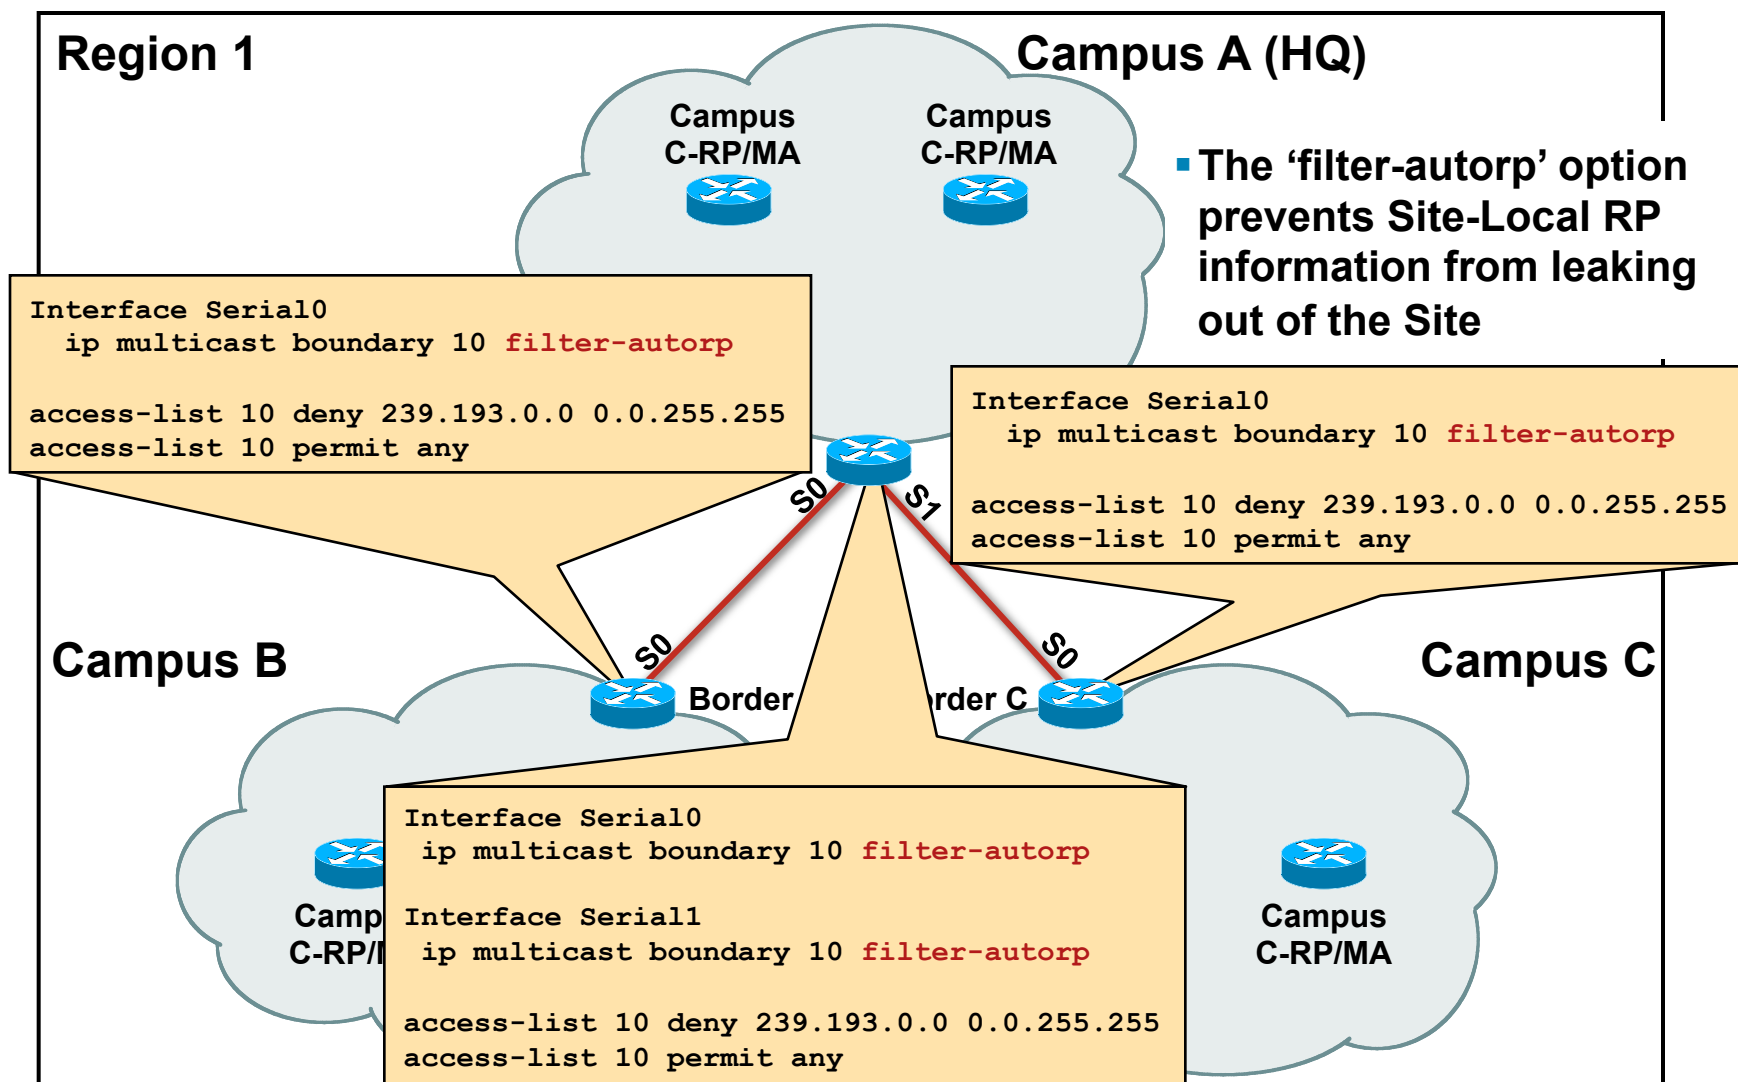 Region 1
Campus A (HQ)
Campus
C-RP/MA
Campus
C-RP/MA
▪ The ‘filter-autorp’ option
prevents Site-Local RP
information from leaking
out of the Site
Interface Serial0
ip multicast boundary 10 filter-autorp
access-list 10 deny 239.193.0.0 0.0.255.255
access-list 10 permit any
Interface Serial0
ip multicast boundary 10 filter-autorp
access-list 10 deny 239.193.0.0 0.0.255.255
access-list 10 permit any
S0
S1
S0
S0
Campus B
Campus C
Border
rder C
Interface Serial0
ip multicast boundary 10 filter-autorp
Interface Serial1
ip multicast boundary 10 filter-autorp
access-list 10 deny 239.193.0.0 0.0.255.255
access-list 10 permit any
Camp
C-RP/
Campus
C-RP/MA